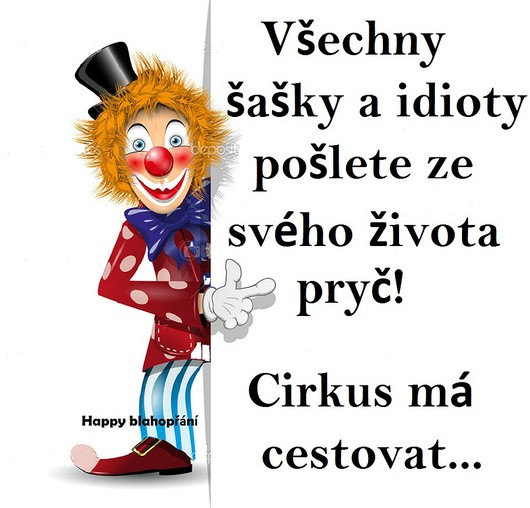 Všechny
šašky a idioty
pošlete ze
svého života
pryč!
Cirkus má
cestovat...
Happy blahopřání